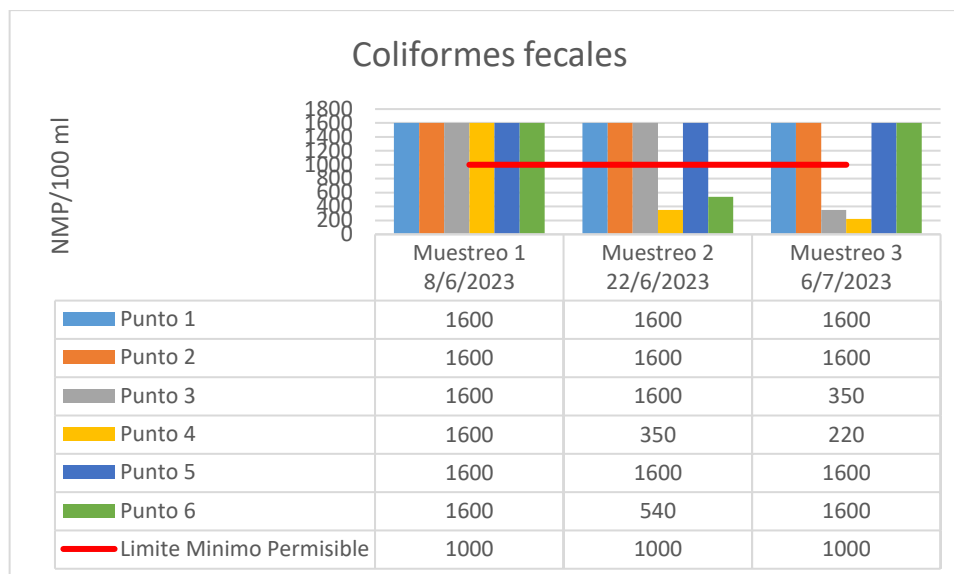 Coliformes fecales
NMP/100 ml
1800
1600
1400
1200
1000
800
600
400
200
0
Muestreo 1 Muestreo 2 Muestreo 3
8/6/2023 22/6/2023 6/7/2023
Punto 1 1600 1600 1600
Punto 2 1600 1600 1600
Punto 3 1600 1600 350
Punto 4 1600 350 220
Punto 5 1600 1600 1600
Punto 6 1600 540 1600
Limite Minimo Permisible 1000 1000 1000